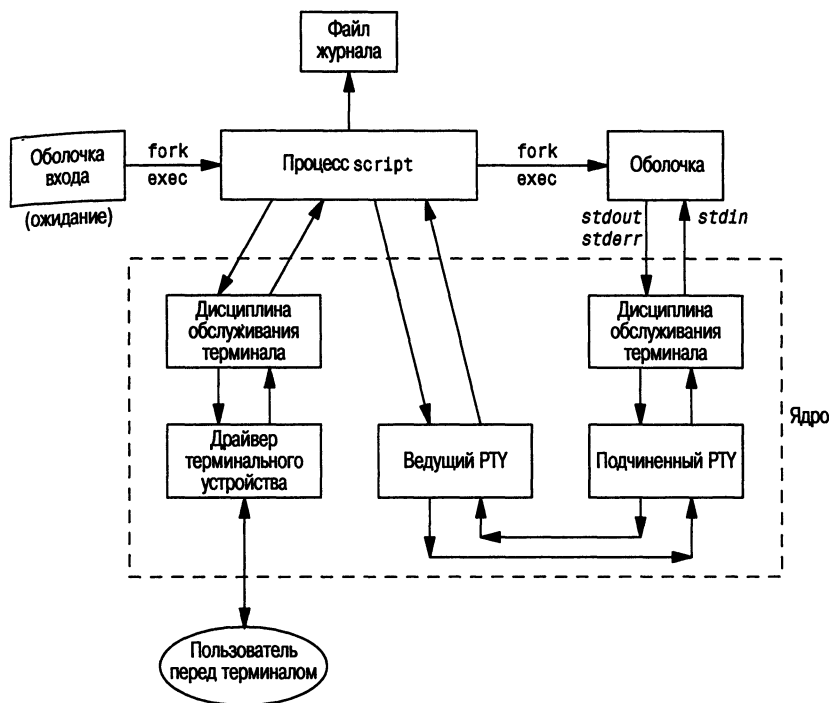 Файл
журнала
Оболочка
входа
(ожидание)
fork
exec
Процесс script
fork
exec
Оболочка
stdout
stderr
stdin
Дисциплина
обслуживания
терминала
Дисциплина
обслуживания
терминала
Ядро
Драйвер
терминального
устройства
Ведущий PTY
Подчиненный PTY
Пользователь
перед терминалом